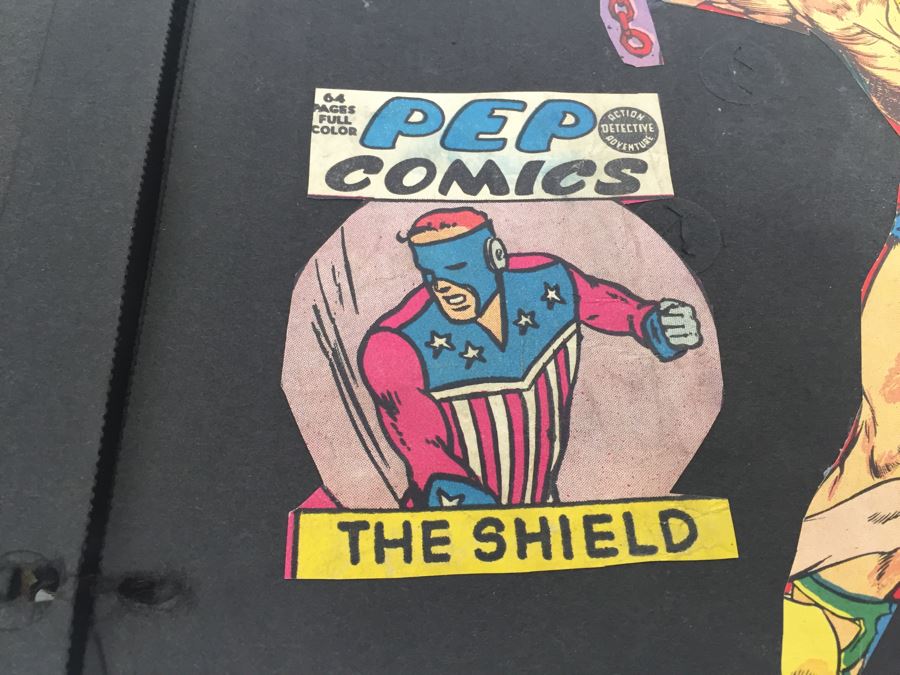 64
PAGES
FULL
COLOR
PEP
COMICS
ACTION
DETECTIVE
ADVENTURE
THE SHIELD